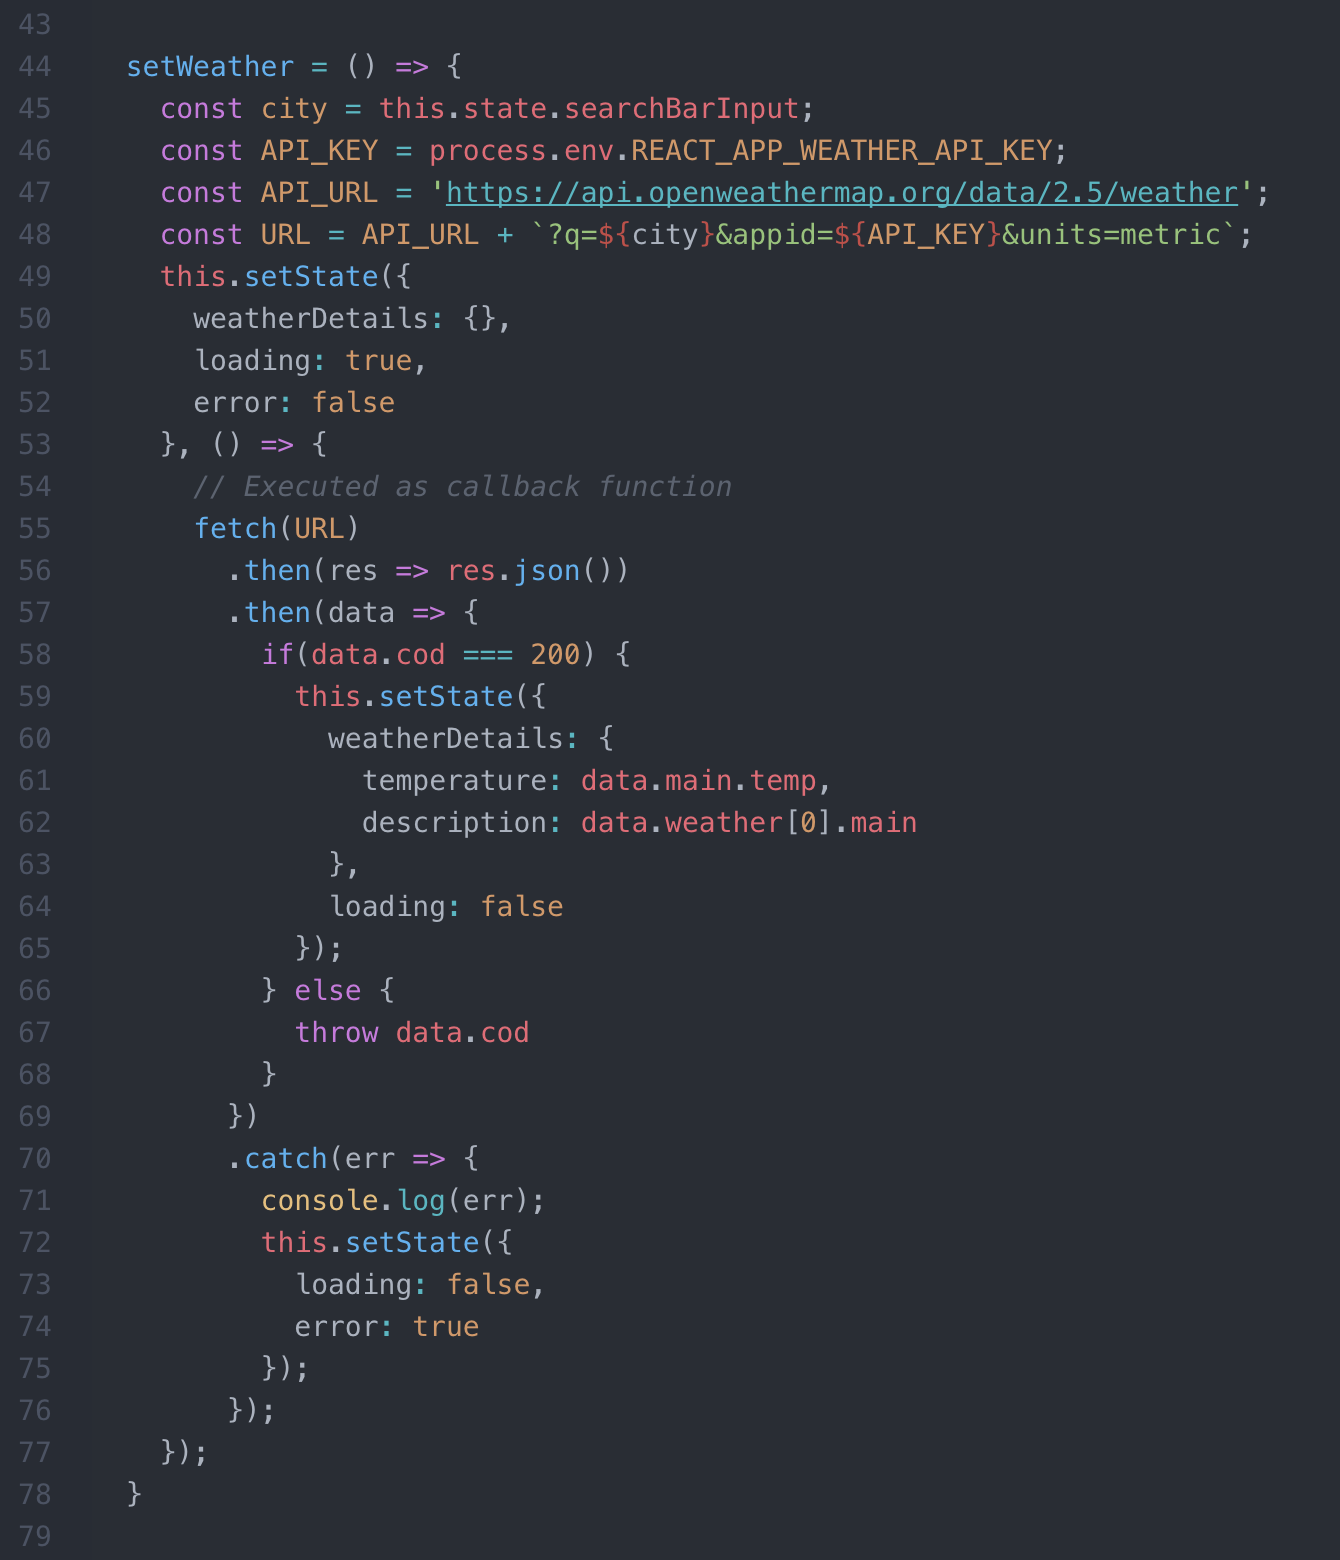 43
44 setWeather = () => {
45 const city = this.state.searchBarInput;
46 const API_KEY = process.env.REACT_APP_WEATHER_API_KEY;
47 const API_URL = 'https://api.openweathermap.org/data/2.5/weather';
48 const URL = API_URL + `?q=${city}&appid=${API_KEY}&units=metric`;
49 this.setState({
50 weatherDetails: {},
51 loading: true,
52 error: false
53 }, () => {
54 // Executed as callback function
55 fetch(URL)
56 .then(res => res.json())
57 .then(data => {
58 if(data.cod === 200) {
59 this.setState({
60 weatherDetails: {
61 temperature: data.main.temp,
62 description: data.weather[0].main
63 },
64 loading: false
65 });
66 } else {
67 throw data.cod
68 }
69 })
70 .catch(err => {
71 console.log(err);
72 this.setState({
73 loading: false,
74 error: true
75 });
76 });
77 });
78 }
79